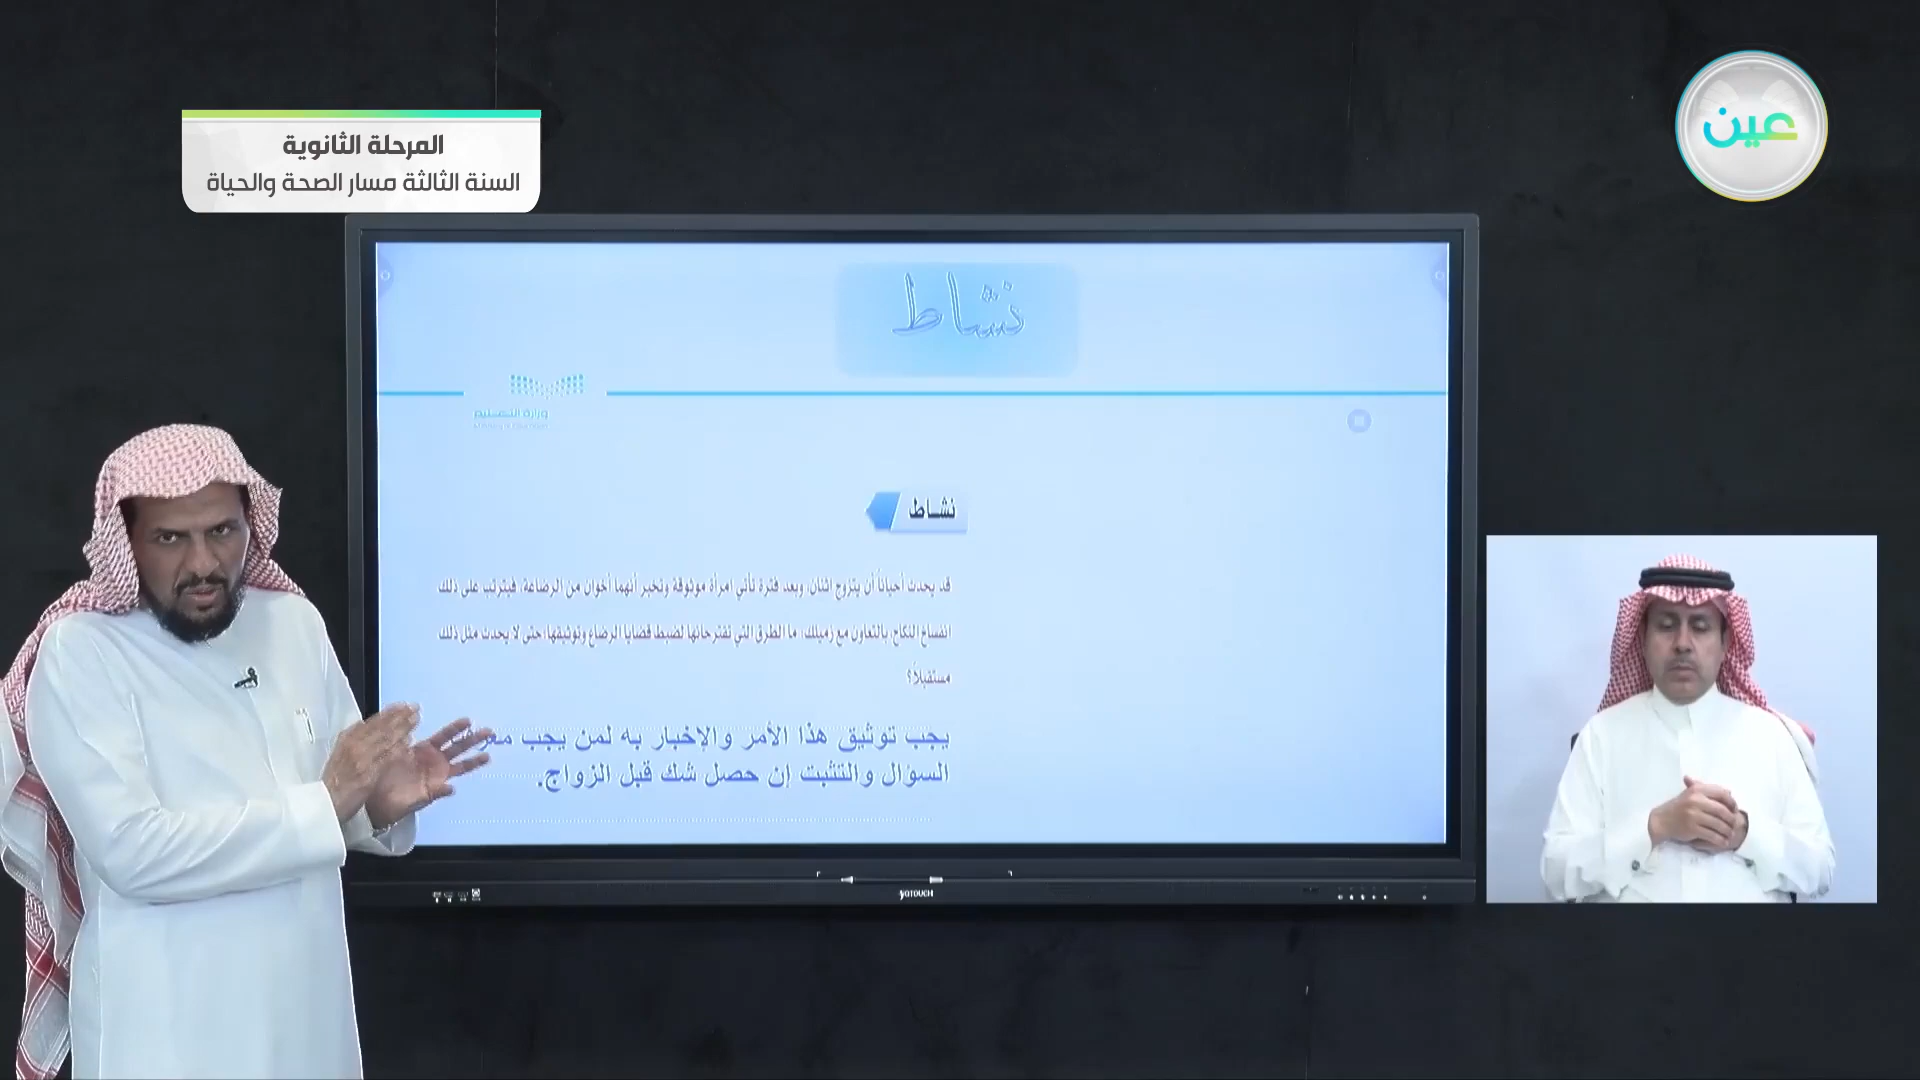 المرحلة الثانوية
السنة الثالثة مسار الصحة والحياة
عين
نشاط
وزارة التعليم
نشاط
قد يحدث أحياناً أن يتزوج اثنان، وبعد فترة تأتي امرأة موثوقة وتخبر أنهما أخوان من الرضاعة، فيترتب على ذلك
انفساخ النكاح، بالتعاون مع زميلك، ما الطرق التي تقترحانها لضبط قضايا الرضاع وتوثيقها؛ حتى لا يحدث مثل ذلك
مستقبلاً؟
يجب توثيق هذا الأمر والإخبار به لمن يجب
السؤال والتثبت إن حصل شك قبل الزواج.
YQTOUCH